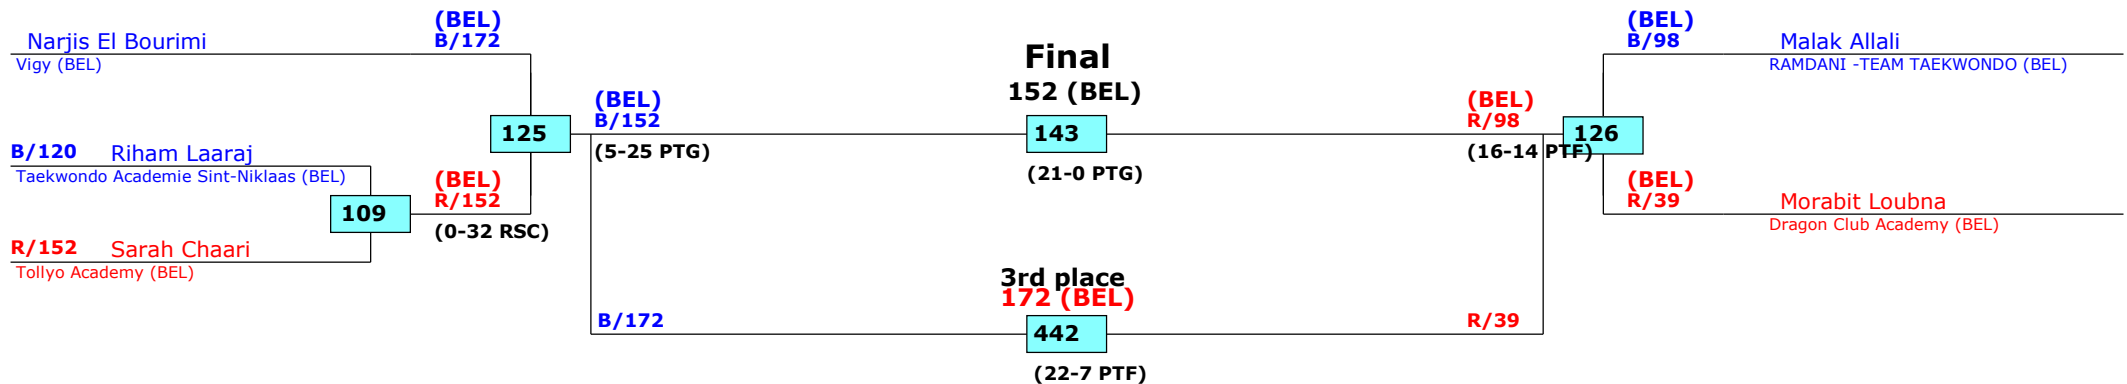 (BEL)
B/172
Narjis El Bourimi
Vigy (BEL)
B/120 Riham Laaraj
Taekwondo Academie Sint-Niklaas (BEL)
R/152 Sarah Chaari
Tollyo Academy (BEL)
109
(BEL)
R/152
(0-32 RSC)
125
(BEL)
B/152
(5-25 PTG)
Final
152 (BEL)
143
(21-0 PTG)
3rd place
172 (BEL)
B/172
442
R/39
(22-7 PTF)
(BEL)
R/98
(16-14 PTF)
126
(BEL)
B/98
Malak Allali
RAMDANI -TEAM TAEKWONDO (BEL)
(BEL)
R/39
Morabit Loubna
Dragon Club Academy (BEL)